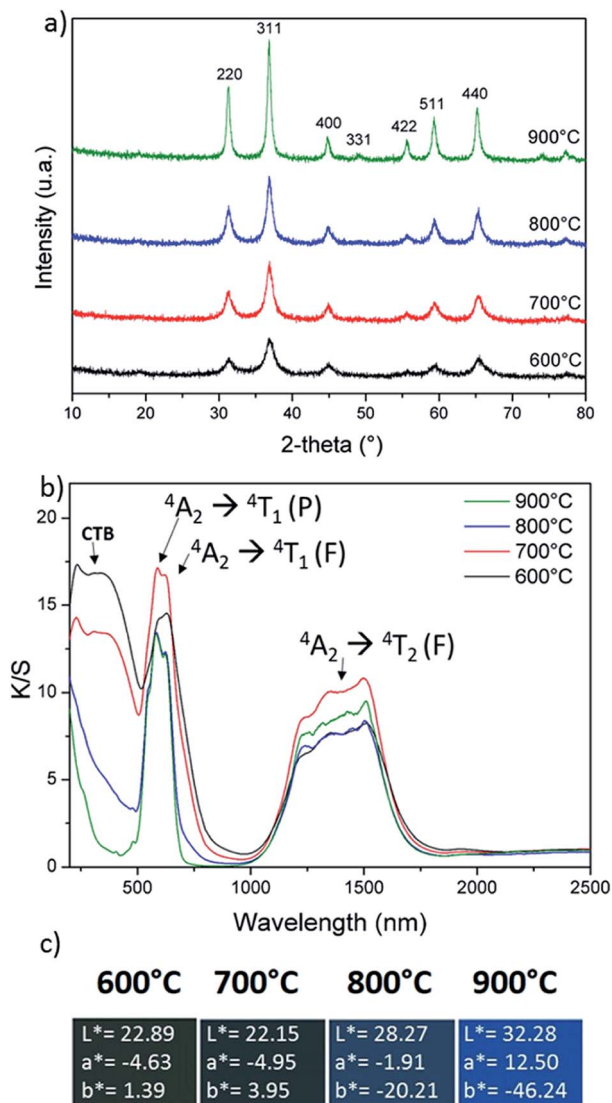 a)
311
220
400
331
422
511
440
900°C
800°C
700°C
600°C
Intensity (u.a.)
10 20 30 40 50 60 70 80
2-theta (°)
b)
⁴A₂ → ⁴T₁ (P)
CTB
⁴A₂ → ⁴T₁ (F)
⁴A₂ → ⁴T₂ (F)
900°C
800°C
700°C
600°C
20
15
10
5
0
K/S
500 1000 1500 2000 2500
Wavelength (nm)
c)
600°C 700°C 800°C 900°C
L*= 22.89 L*= 22.15 L*= 28.27 L*= 32.28
a*= -4.63 a*= -4.95 a*= -1.91 a*= 12.50
b*= 1.39 b*= 3.95 b*= -20.21 b*= -46.24